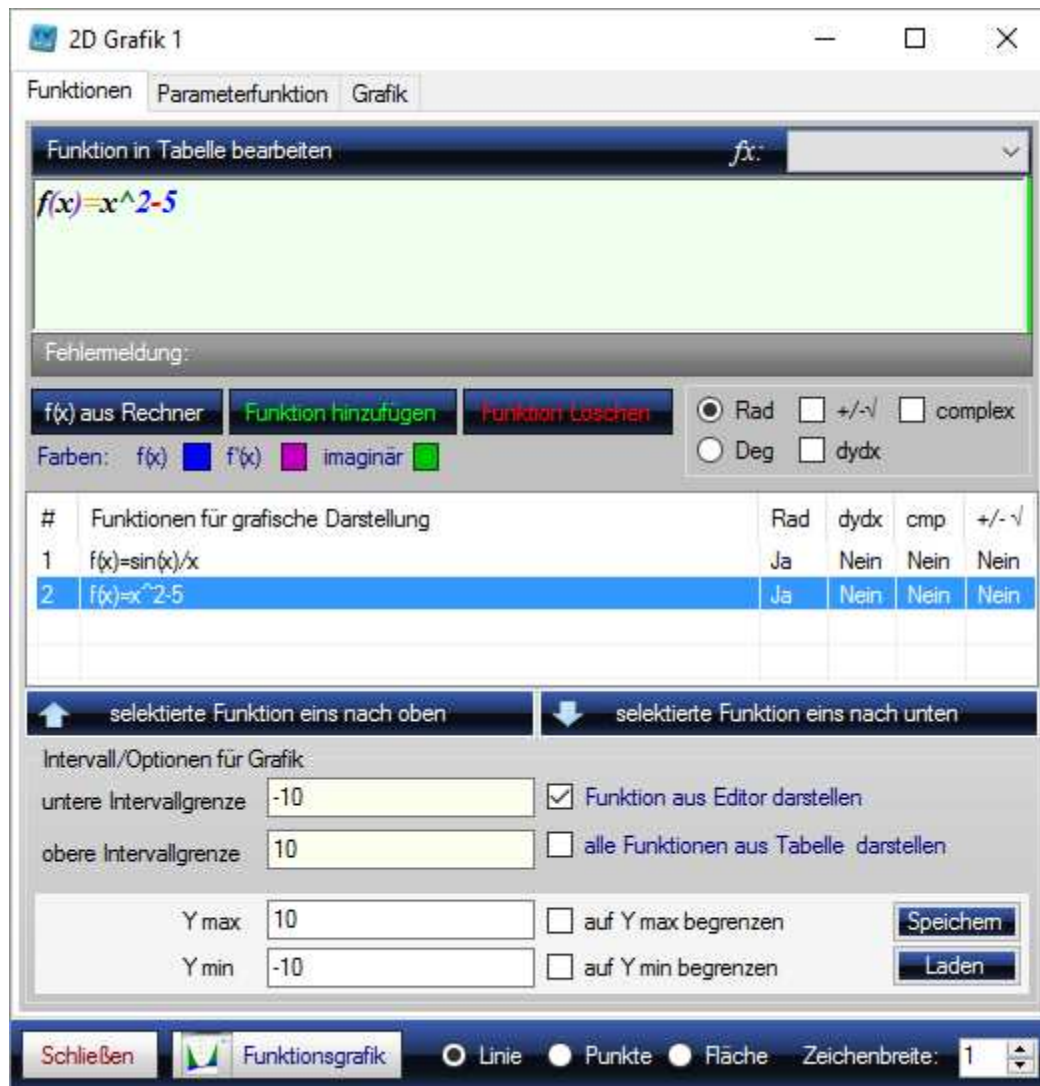 2D Grafik 1
Funktionen Parameterfunktion Grafik
Funktion in Tabelle bearbeiten fx:
f(x)=x^2-5
Fehlermeldung:
f(x) aus Rechner Funktion hinzufügen Funktion Löschen Rad +/-√ complex
Farben: f(x) f'(x) imaginär Deg dydx
# Funktionen für grafische Darstellung Rad dydx cmp +/-√
1 f(x)=sin(x)/x Ja Nein Nein Nein
2 f(x)=x^2-5 Ja Nein Nein Nein
selektierte Funktion eins nach oben selektierte Funktion eins nach unten
Intervall/Optionen für Grafik
untere Intervallgrenze -10 Funktion aus Editor darstellen
obere Intervallgrenze 10 alle Funktionen aus Tabelle darstellen
Y max 10 auf Y max begrenzen Speichern
Y min -10 auf Y min begrenzen Laden
Schließen Funktionsgrafik Linie Punkte Fläche Zeichenbreite: 1